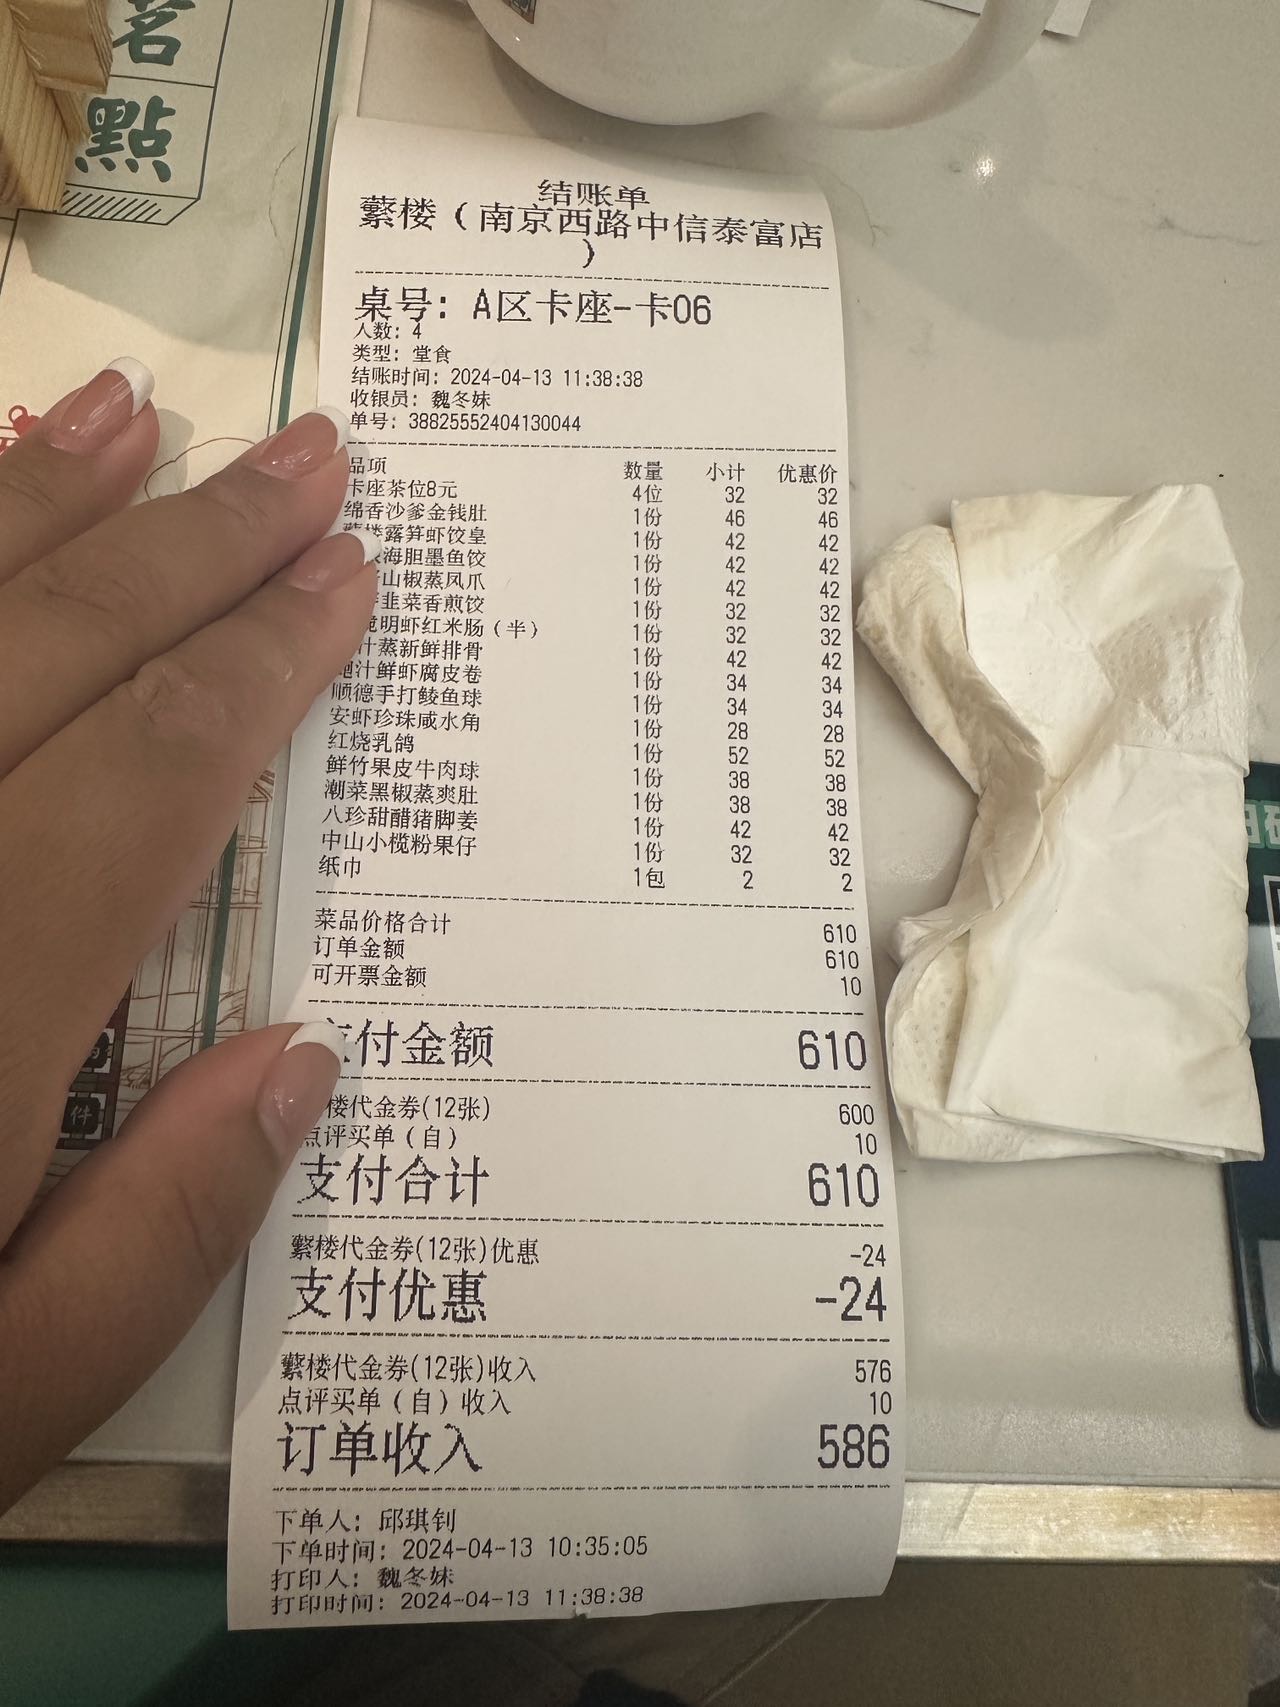 茗
點
结账单
蘩楼（南京西路中信泰富店
）
桌号: A区卡座-卡06
人数: 4
类型: 堂食
结账时间: 2024-04-13 11:38:38
收银员: 魏冬妹
单号: 38825552404130044
品项 数量 小计 优惠价
卡座茶位8元 4位 32 32
绵香沙爹金钱肚 1份 46 46
蘩楼露笋虾饺皇 1份 42 42
海胆墨鱼饺 1份 42 42
山椒蒸凤爪 1份 42 42
韭菜香煎饺 1份 32 32
明虾红米肠（半） 1份 32 32
汁蒸新鲜排骨 1份 42 42
鲍汁鲜虾腐皮卷 1份 34 34
顺德手打鲮鱼球 1份 34 34
安虾珍珠咸水角 1份 28 28
红烧乳鸽 1份 52 52
鲜竹果皮牛肉球 1份 38 38
潮菜黑椒蒸爽肚 1份 38 38
八珍甜醋猪脚姜 1份 42 42
中山小榄粉果仔 1份 32 32
纸巾 1包 2 2
菜品价格合计 610
订单金额 610
可开票金额 10
付金额 610
楼代金券(12张) 600
点评买单（自） 10
支付合计 610
蘩楼代金券(12张)优惠 -24
支付优惠 -24
蘩楼代金券(12张)收入 576
点评买单（自）收入 10
订单收入 586
下单人: 邱琪钊
下单时间: 2024-04-13 10:35:05
打印人: 魏冬妹
打印时间: 2024-04-13 11:38:38
件